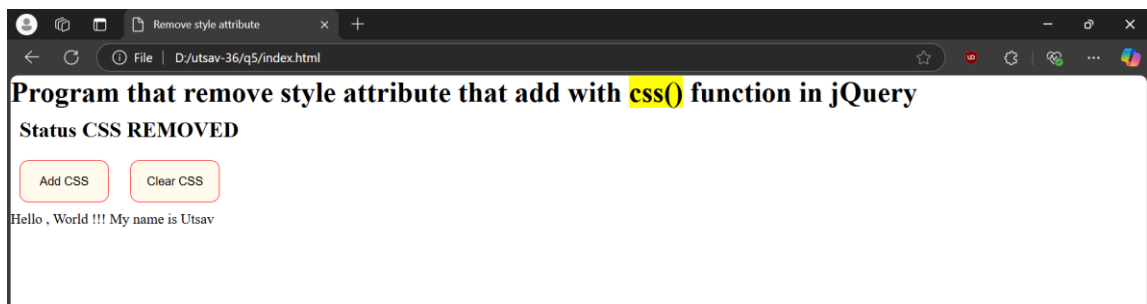 Remove style attribute
File | D:/utsav-36/q5/index.html
Program that remove style attribute that add with css() function in jQuery
Status CSS REMOVED
Add CSS Clear CSS
Hello , World !!! My name is Utsav